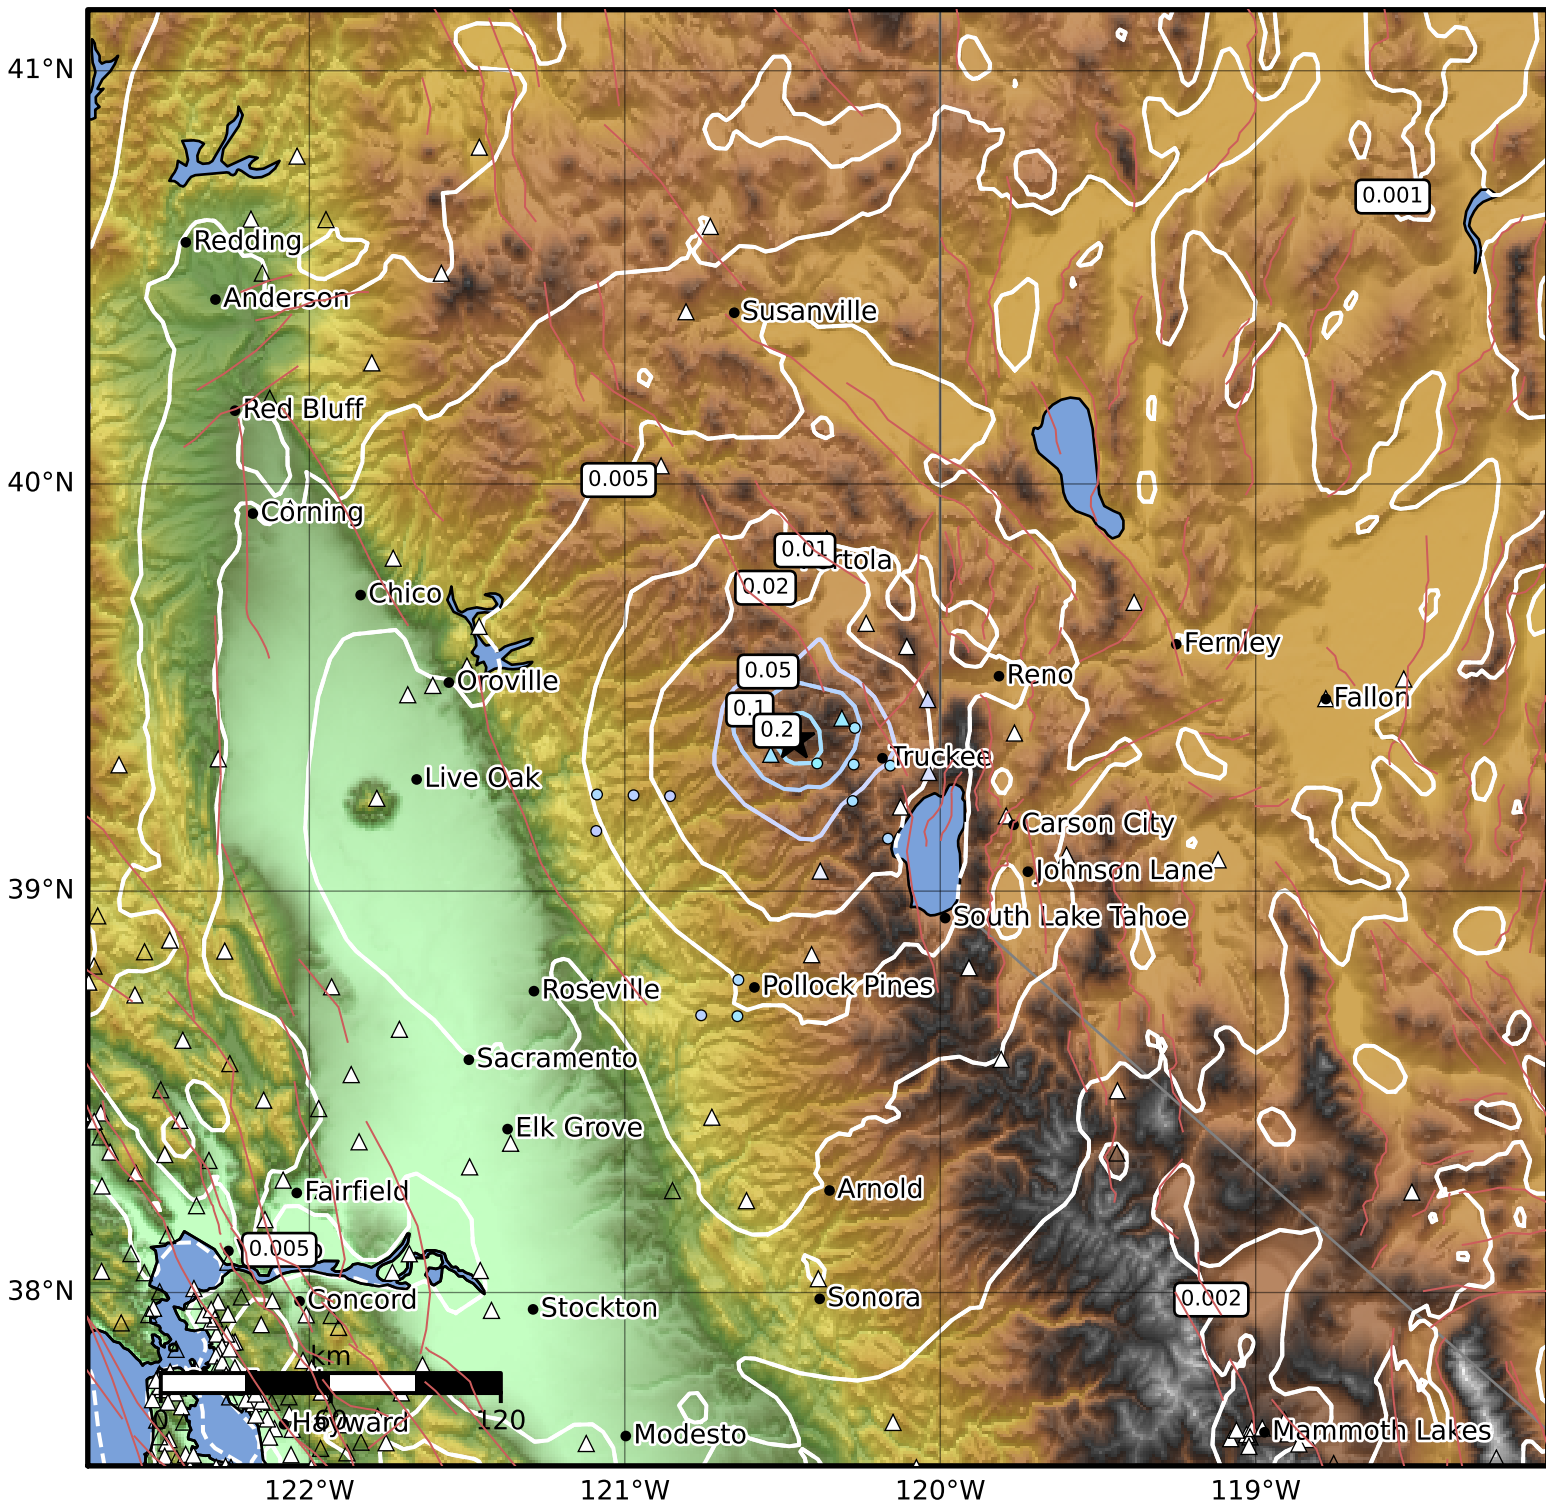 41°N
0.001
Redding
Anderson
Susanville
Red Bluff
0.005
40°N
Corning
0.01
rtola
0.02
Chico
Fernley
0.05
Reno
Oroville
Fallon
0.1
0.2
Truckee
Live Oak
Carson City
Johnson Lane
39°N
South Lake Tahoe
Pollock Pines
Roseville
Sacramento
Elk Grove
Arnold
Fairfield
0.005
38°N
Concord
Stockton
Sonora
0.002
km
0
60
120
Hayward
Modesto
Mammoth Lakes
122°W
121°W
120°W
119°W